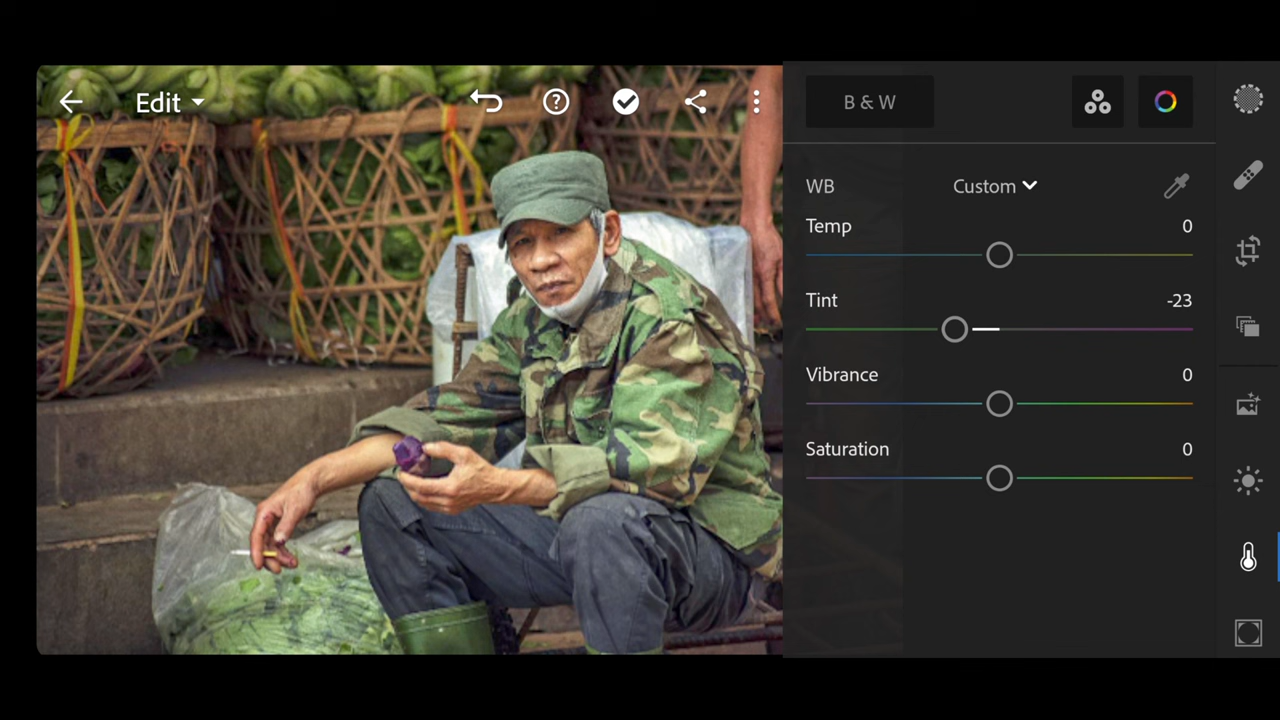 Edit
B & W
WB Custom
Temp 0
Tint -23
Vibrance 0
Saturation 0